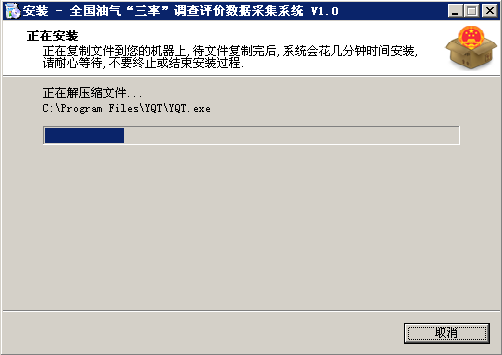 安装 - 全国油气“三率”调查评价数据采集系统 V1.0
正在安装
正在复制文件到您的机器上,待文件复制完后,系统会花几分钟时间安装,
请耐心等待,不要终止或结束安装过程.
正在解压缩文件...
C:\Program Files\YQT\YQT.exe
取消